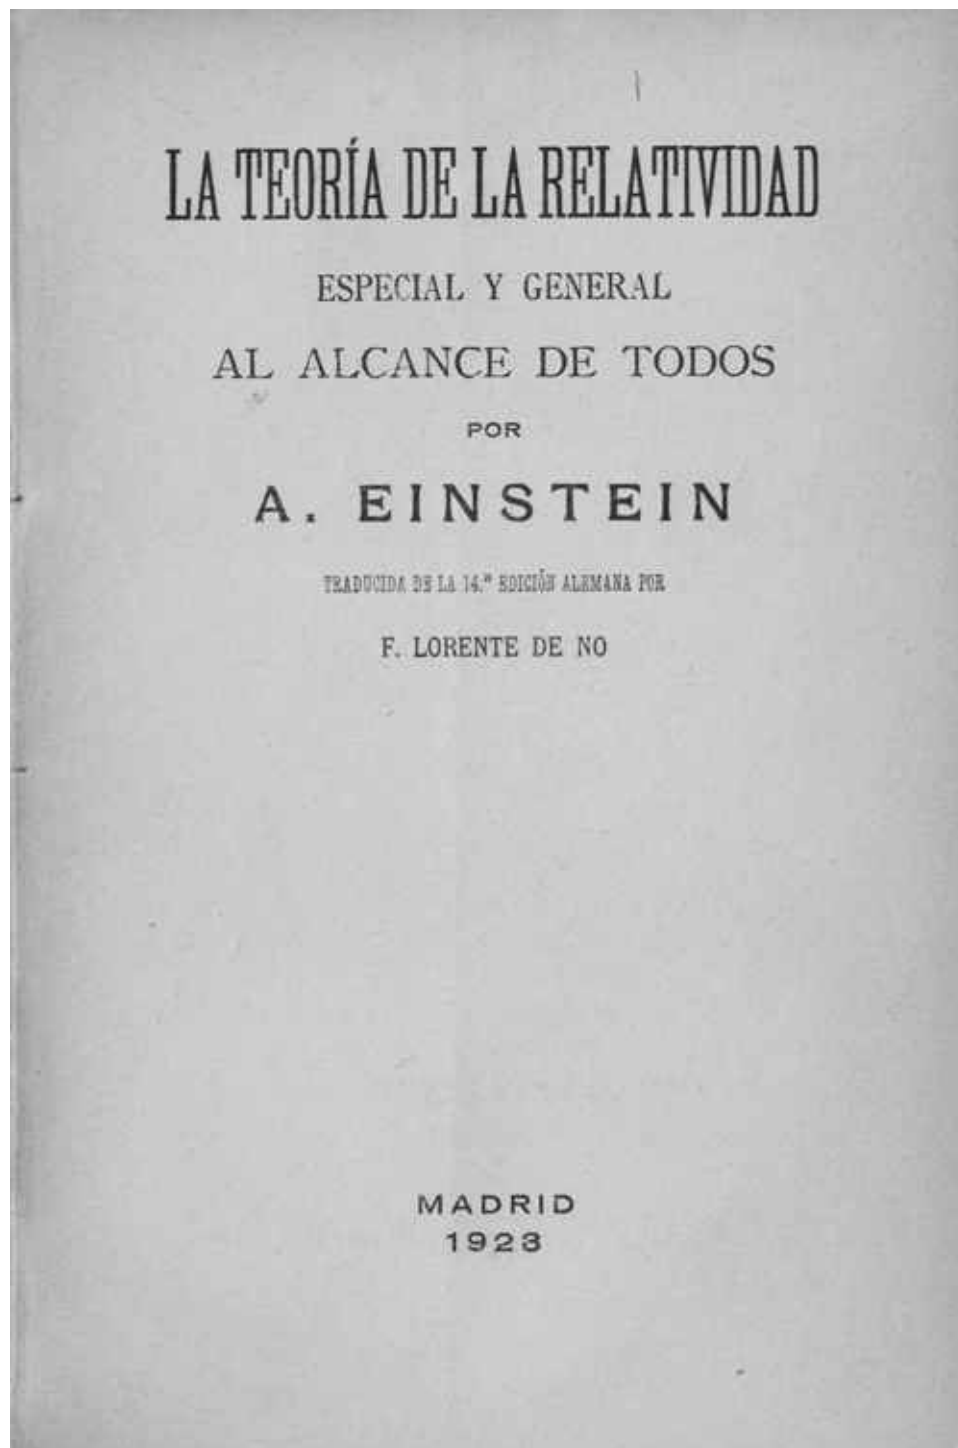 LA TEORÍA DE LA RELATIVIDAD
ESPECIAL Y GENERAL
AL ALCANCE DE TODOS
POR
A. EINSTEIN
TRADUCIDA DE LA 14.ª EDICIÓN ALEMANA POR
F. LORENTE DE NO
MADRID
1923